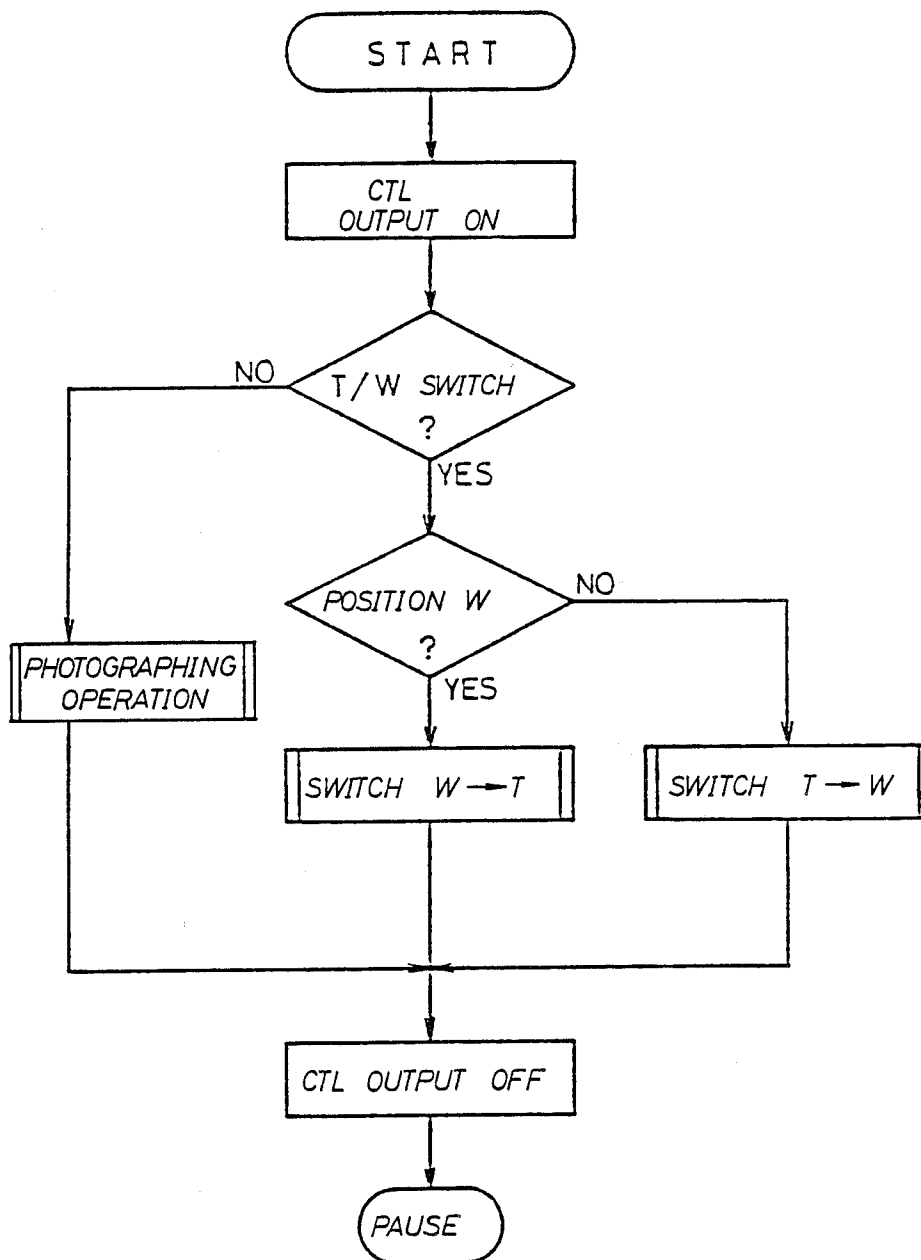 START
CTL
OUTPUT ON
NO
T/W SWITCH
?
YES
POSITION W
?
NO
YES
PHOTOGRAPHING
OPERATION
SWITCH W→T
SWITCH T→W
CTL OUTPUT OFF
PAUSE